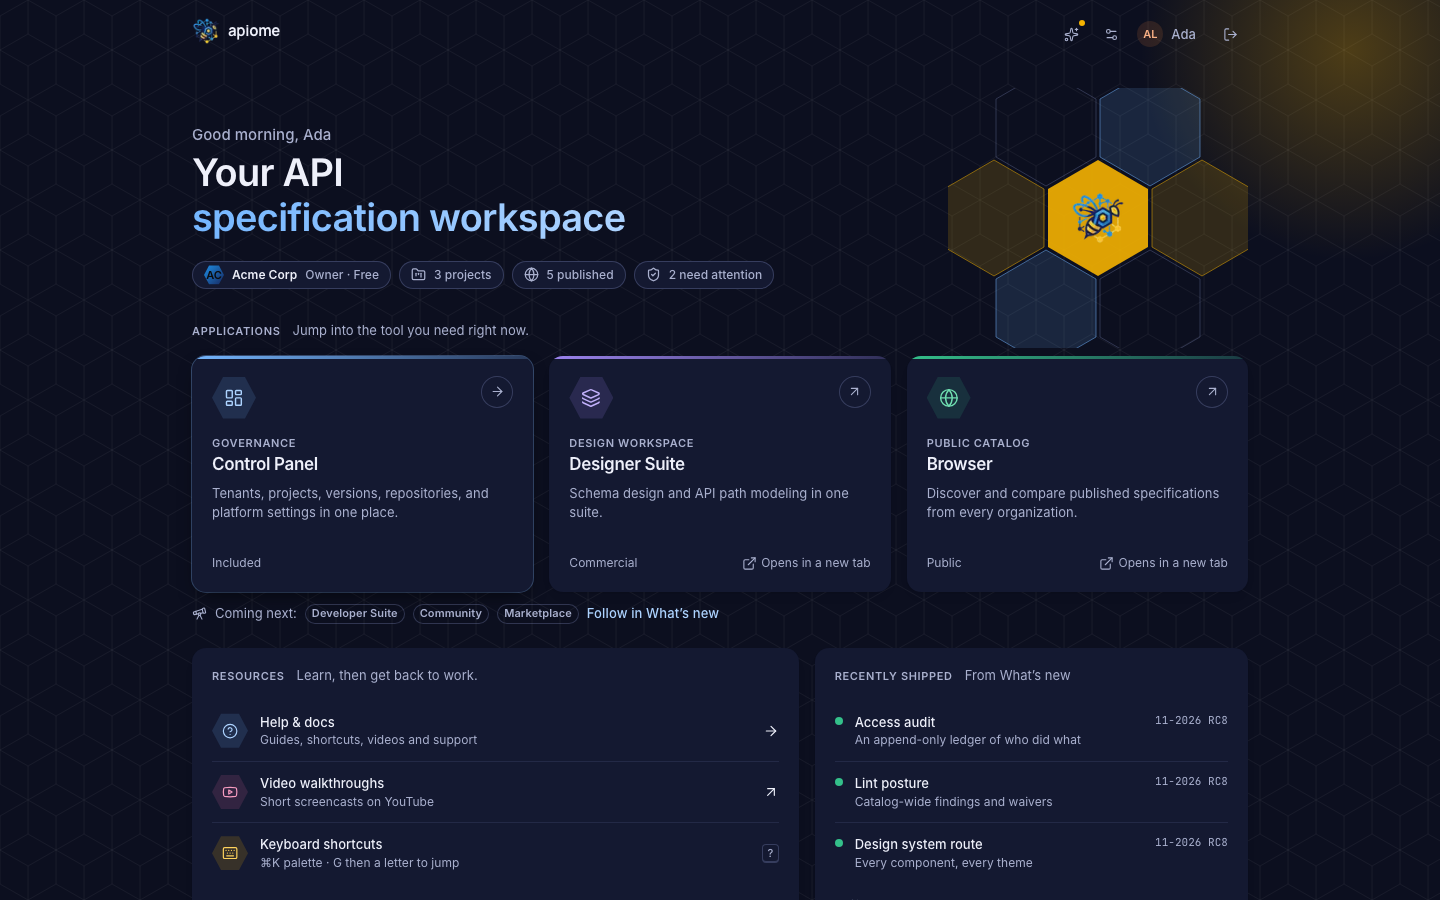 apiome
AL Ada
Good morning, Ada
Your API
specification workspace
AC Acme Corp Owner · Free 3 projects 5 published 2 need attention
APPLICATIONS Jump into the tool you need right now.
GOVERNANCE
Control Panel
Tenants, projects, versions, repositories, and
platform settings in one place.
Included
DESIGN WORKSPACE
Designer Suite
Schema design and API path modeling in one
suite.
Commercial Opens in a new tab
PUBLIC CATALOG
Browser
Discover and compare published specifications
from every organization.
Public Opens in a new tab
Coming next: Developer Suite Community Marketplace Follow in What’s new
RESOURCES Learn, then get back to work.
Help & docs
Guides, shortcuts, videos and support
Video walkthroughs
Short screencasts on YouTube
Keyboard shortcuts
⌘K palette · G then a letter to jump
?
RECENTLY SHIPPED From What’s new
Access audit 11-2026 RC8
An append-only ledger of who did what
Lint posture 11-2026 RC8
Catalog-wide findings and waivers
Design system route 11-2026 RC8
Every component, every theme